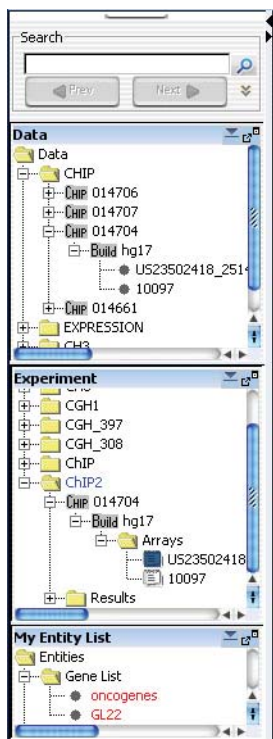 Search
Prev Next
Data
Data
CHIP
CHIP 014706
CHIP 014707
CHIP 014704
Build hg17
US23502418_2514
10097
CHIP 014661
EXPRESSION
CH3
Experiment
CGH1
CGH_397
CGH_308
ChIP
ChIP2
CHIP 014704
Build hg17
Arrays
US23502418
10097
Results
My Entity List
Entities
Gene List
oncogenes
GL22